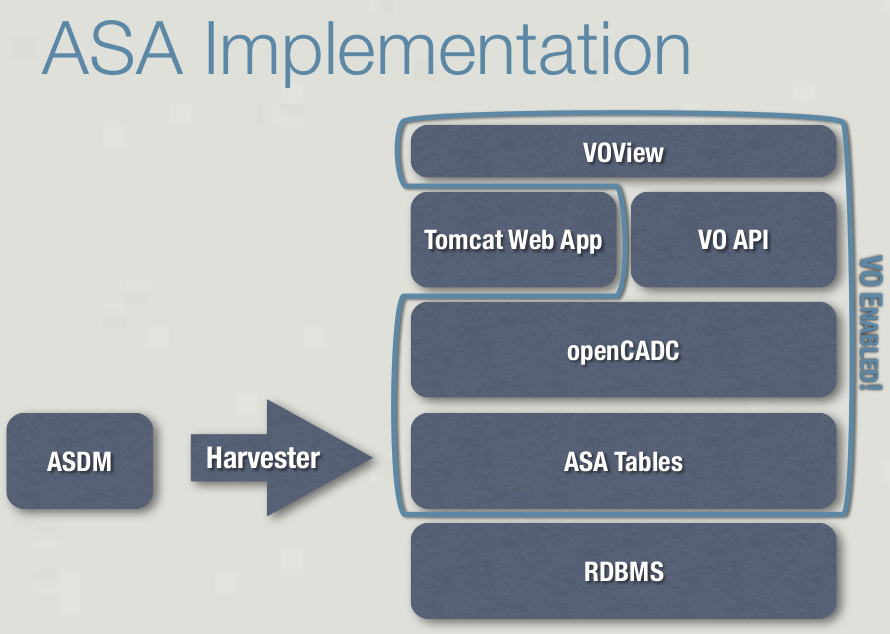 ASA Implementation
VOView
Tomcat Web App
VO API
VO ENABLED!
openCADC
ASDM
Harvester
ASA Tables
RDBMS